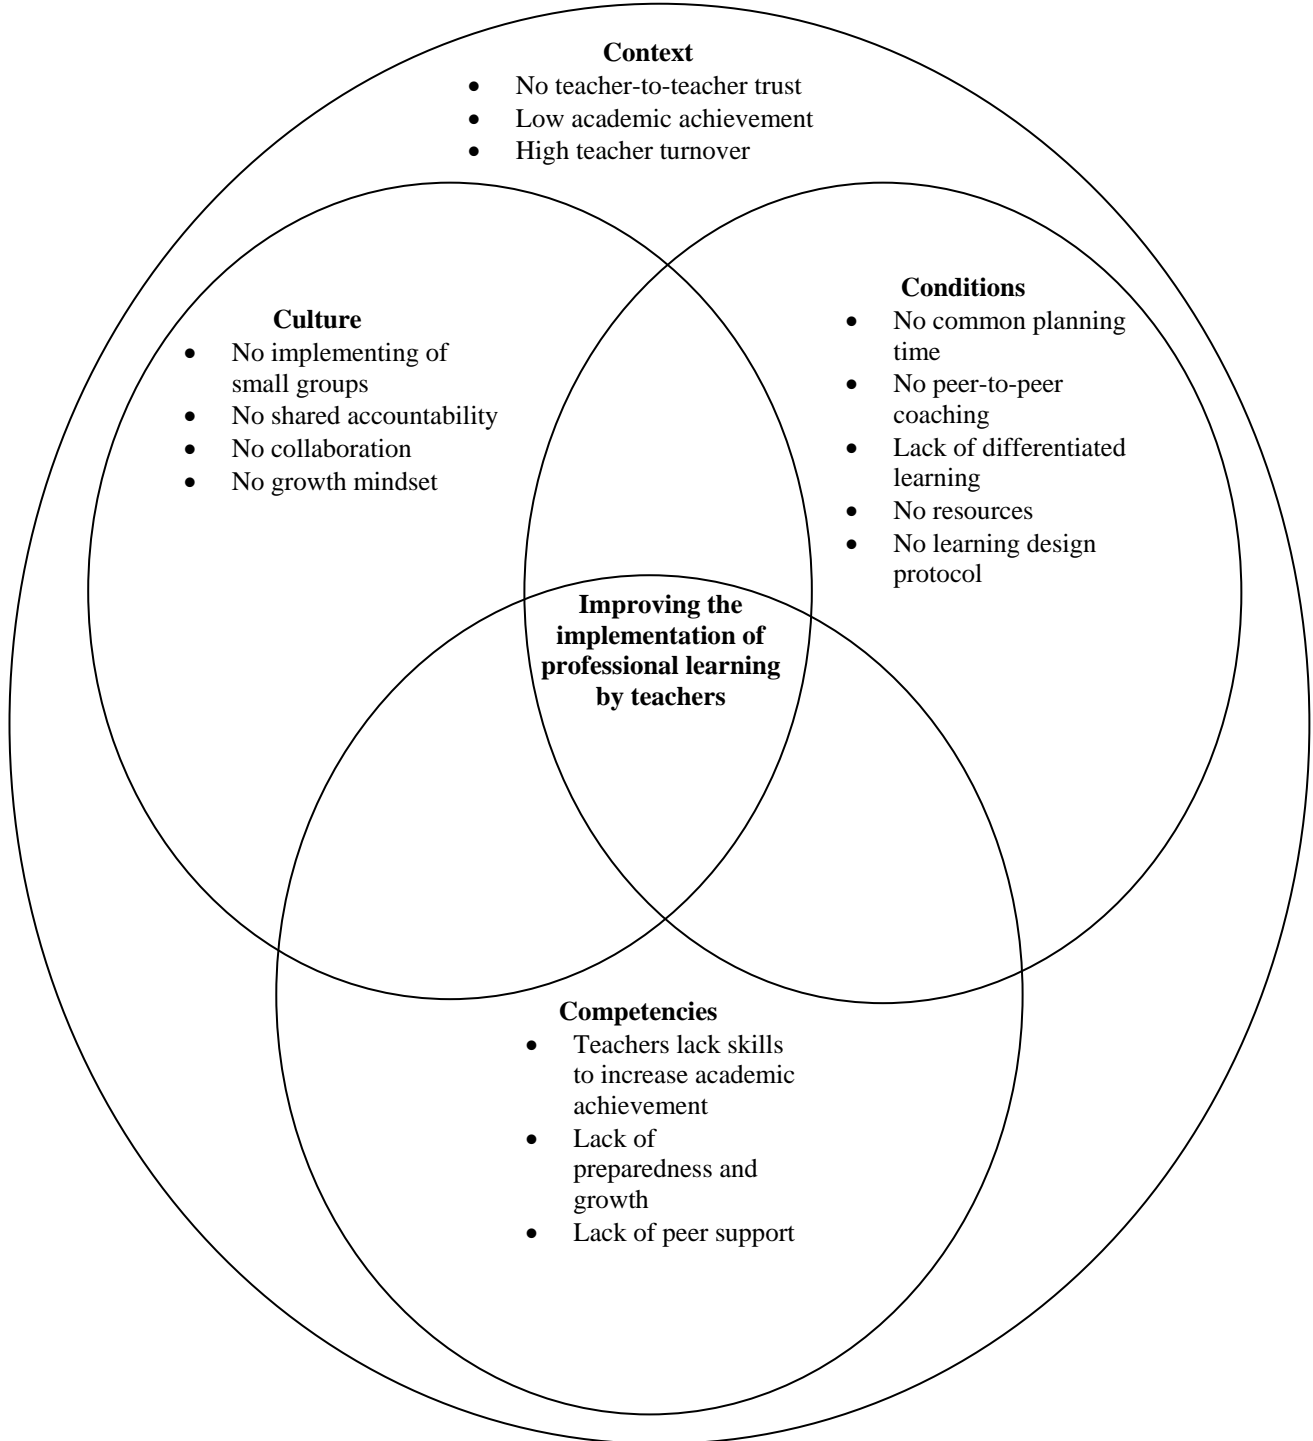 Context
• No teacher-to-teacher trust
• Low academic achievement
• High teacher turnover
Culture
• No implementing of
small groups
• No shared accountability
• No collaboration
• No growth mindset
Conditions
• No common planning
time
• No peer-to-peer
coaching
• Lack of differentiated
learning
• No resources
• No learning design
protocol
Improving the
implementation of
professional learning
by teachers
Competencies
• Teachers lack skills
to increase academic
achievement
• Lack of
preparedness and
growth
• Lack of peer support